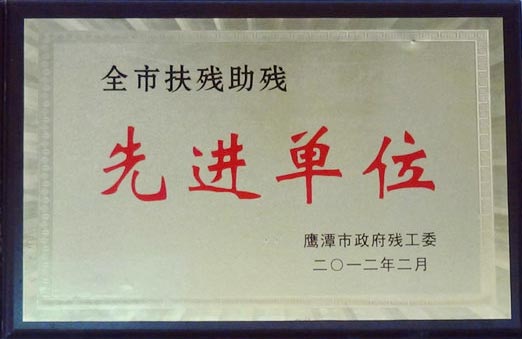 全市扶残助残
先进单位
鹰潭市政府残工委
二〇一二年二月